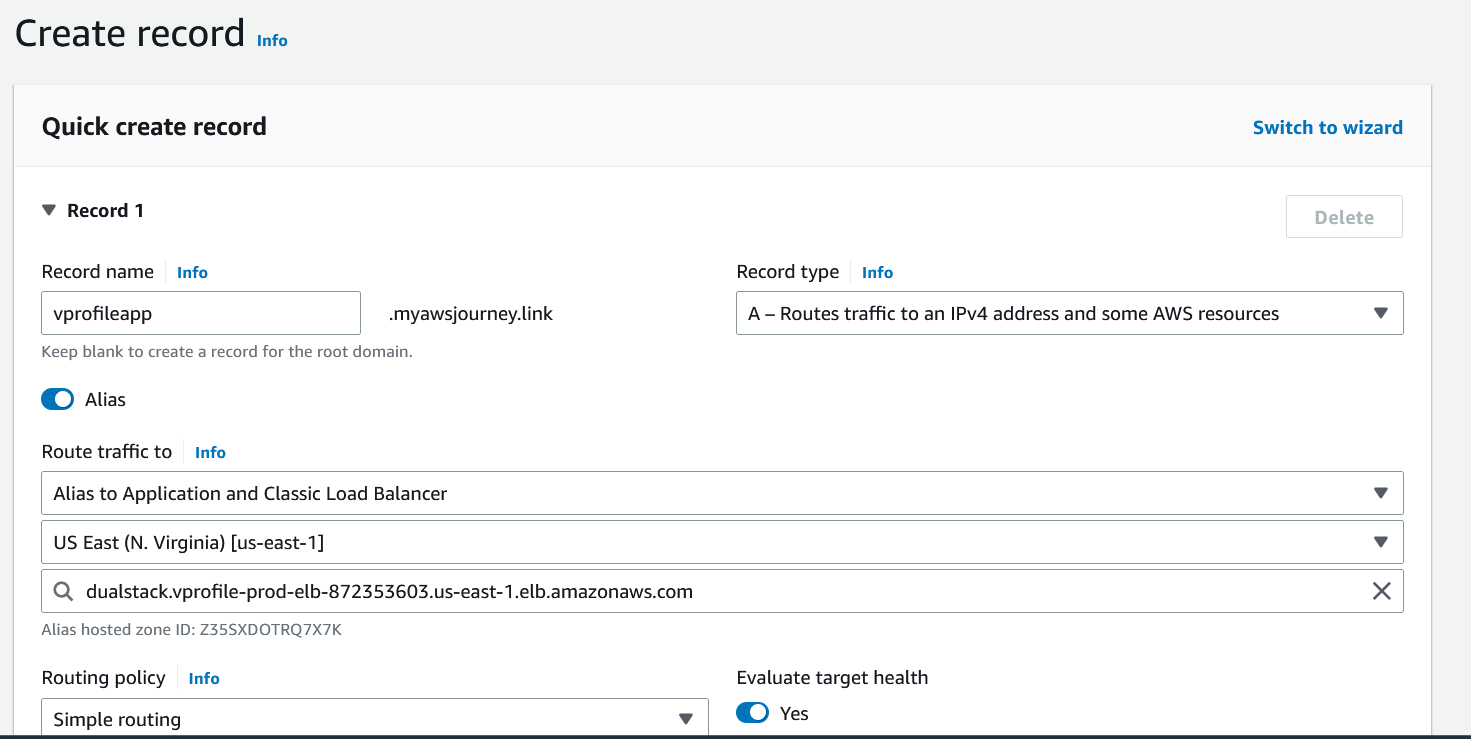 Create record Info
Quick create record
Switch to wizard
Record 1
Delete
Record name Info
Record type Info
vprofileapp
.myawsjourney.link
A – Routes traffic to an IPv4 address and some AWS resources
Keep blank to create a record for the root domain.
Alias
Route traffic to Info
Alias to Application and Classic Load Balancer
US East (N. Virginia) [us-east-1]
dualstack.vprofile-prod-elb-872353603.us-east-1.elb.amazonaws.com
Alias hosted zone ID: Z35SXDOTRQ7X7K
Routing policy Info
Evaluate target health
Simple routing
Yes